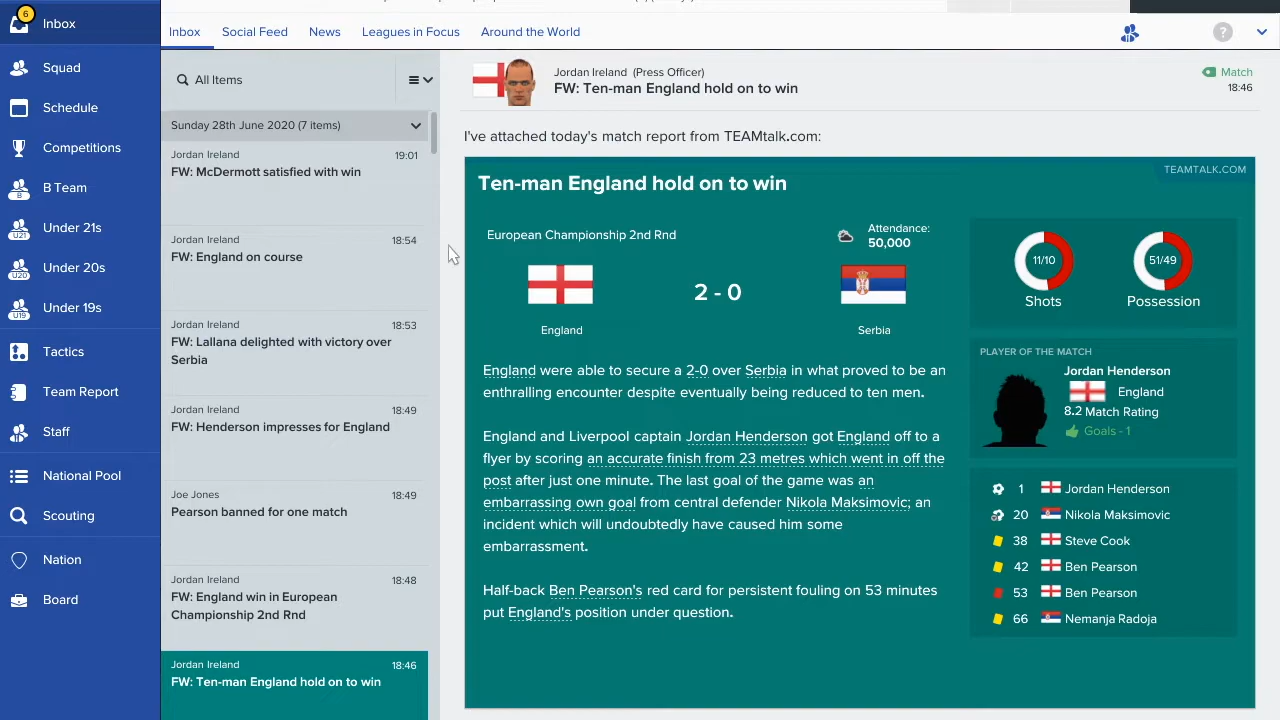 6
Inbox
Squad
Schedule
Competitions
B
B Team
U21
Under 21s
U20
Under 20s
U19
Under 19s
Tactics
Team Report
Staff
National Pool
Scouting
Nation
Board
Inbox
Social Feed
News
Leagues in Focus
Around the World
?
All Items
Sunday 28th June 2020 (7 items)
Jordan Ireland 19:01
FW: McDermott satisfied with win
Jordan Ireland 18:54
FW: England on course
Jordan Ireland 18:53
FW: Lallana delighted with victory over
Serbia
Jordan Ireland 18:49
FW: Henderson impresses for England
Joe Jones 18:49
Pearson banned for one match
Jordan Ireland 18:48
FW: England win in European
Championship 2nd Rnd
Jordan Ireland 18:46
FW: Ten-man England hold on to win
Jordan Ireland (Press Officer)
FW: Ten-man England hold on to win
Match
18:46
I've attached today's match report from TEAMtalk.com:
TEAMTALK.COM
Ten-man England hold on to win
European Championship 2nd Rnd
Attendance:
50,000
2 - 0
England
Serbia
11/10
Shots
51/49
Possession
England were able to secure a 2-0 over Serbia in what proved to be an
enthralling encounter despite eventually being reduced to ten men.
England and Liverpool captain Jordan Henderson got England off to a
flyer by scoring an accurate finish from 23 metres which went in off the
post after just one minute. The last goal of the game was an
embarrassing own goal from central defender Nikola Maksimovic; an
incident which will undoubtedly have caused him some
embarrassment.
Half-back Ben Pearson's red card for persistent fouling on 53 minutes
put England's position under question.
PLAYER OF THE MATCH
Jordan Henderson
England
8.2 Match Rating
Goals - 1
1 Jordan Henderson
20 Nikola Maksimovic
38 Steve Cook
42 Ben Pearson
53 Ben Pearson
66 Nemanja Radoja